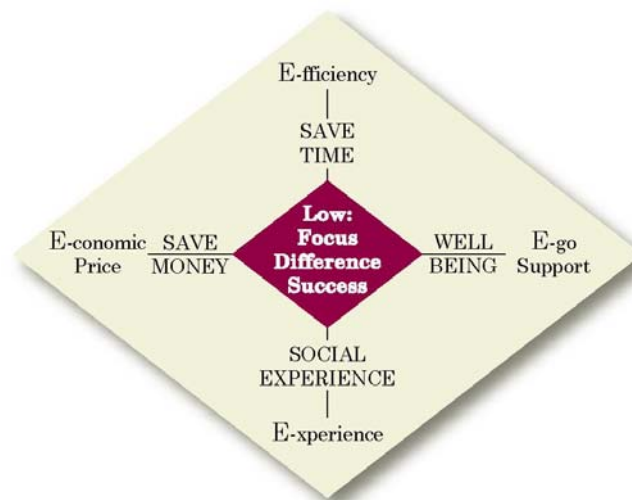 E-fficiency
SAVE
TIME
E-conomic
Price
SAVE
MONEY
Low:
Focus
Difference
Success
WELL
BEING
E-go
Support
SOCIAL
EXPERIENCE
E-xperience